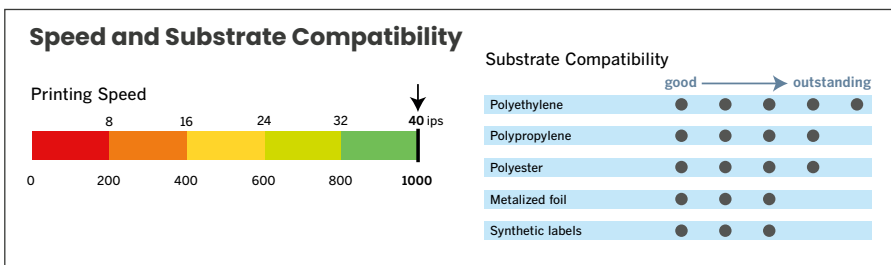 Speed and Substrate Compatibility
Printing Speed
8 16 24 32 40 ips
0 200 400 600 800 1000
Substrate Compatibility
good outstanding
Polyethylene
Polypropylene
Polyester
Metalized foil
Synthetic labels